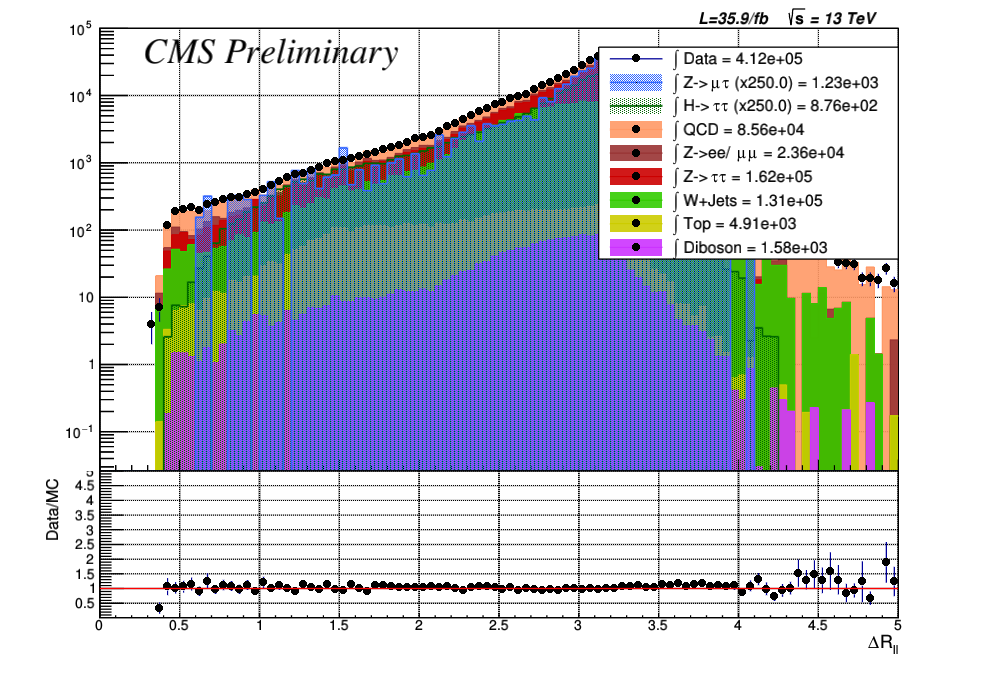 L=35.9/fb √s = 13 TeV
CMS Preliminary
10^5
10^4
10^3
10^2
10
1
10^−1
∫ Data = 4.12e+05
∫ Z->μτ (x250.0) = 1.23e+03
∫ H->ττ (x250.0) = 8.76e+02
∫ QCD = 8.56e+04
∫ Z->ee/ μμ = 2.36e+04
∫ Z->ττ = 1.62e+05
∫ W+Jets = 1.31e+05
∫ Top = 4.91e+03
∫ Diboson = 1.58e+03
Data/MC
5
4.5
4
3.5
3
2.5
2
1.5
1
0.5
0 0.5 1 1.5 2 2.5 3 3.5 4 4.5 5
ΔR_ll